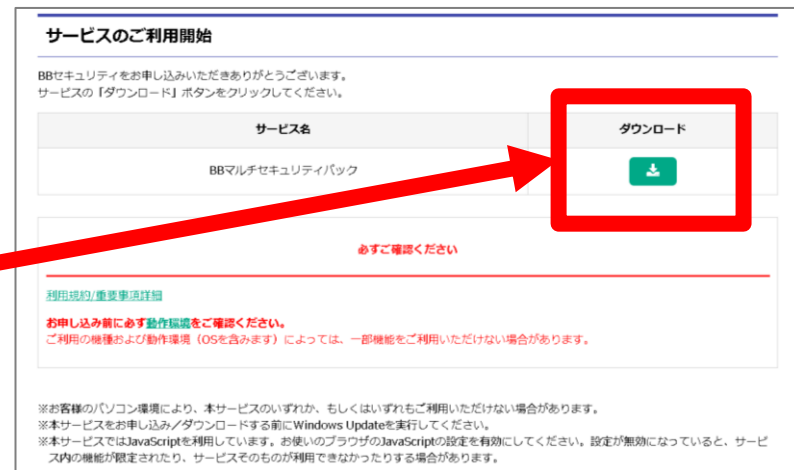 サービスのご利用開始
BBセキュリティをお申し込みいただきありがとうございます。
サービスの「ダウンロード」ボタンをクリックしてください。
サービス名
ダウンロード
BBマルチセキュリティパック
必ずご確認ください
利用規約/重要事項詳細
お申し込み前に必ず動作環境をご確認ください。
ご利用の機種および動作環境（OSを含みます）によっては、一部機能をご利用いただけない場合があります。
※お客様のパソコン環境により、本サービスのいずれか、もしくはいずれもご利用いただけない場合があります。
※本サービスをお申し込み／ダウンロードする前にWindows Updateを実行してください。
※本サービスではJavaScriptを利用しています。お使いのブラウザのJavaScriptの設定を有効にしてください。設定が無効になっていると、サービ
ス内の機能が限定されたり、サービスそのものが利用できなかったりする場合があります。